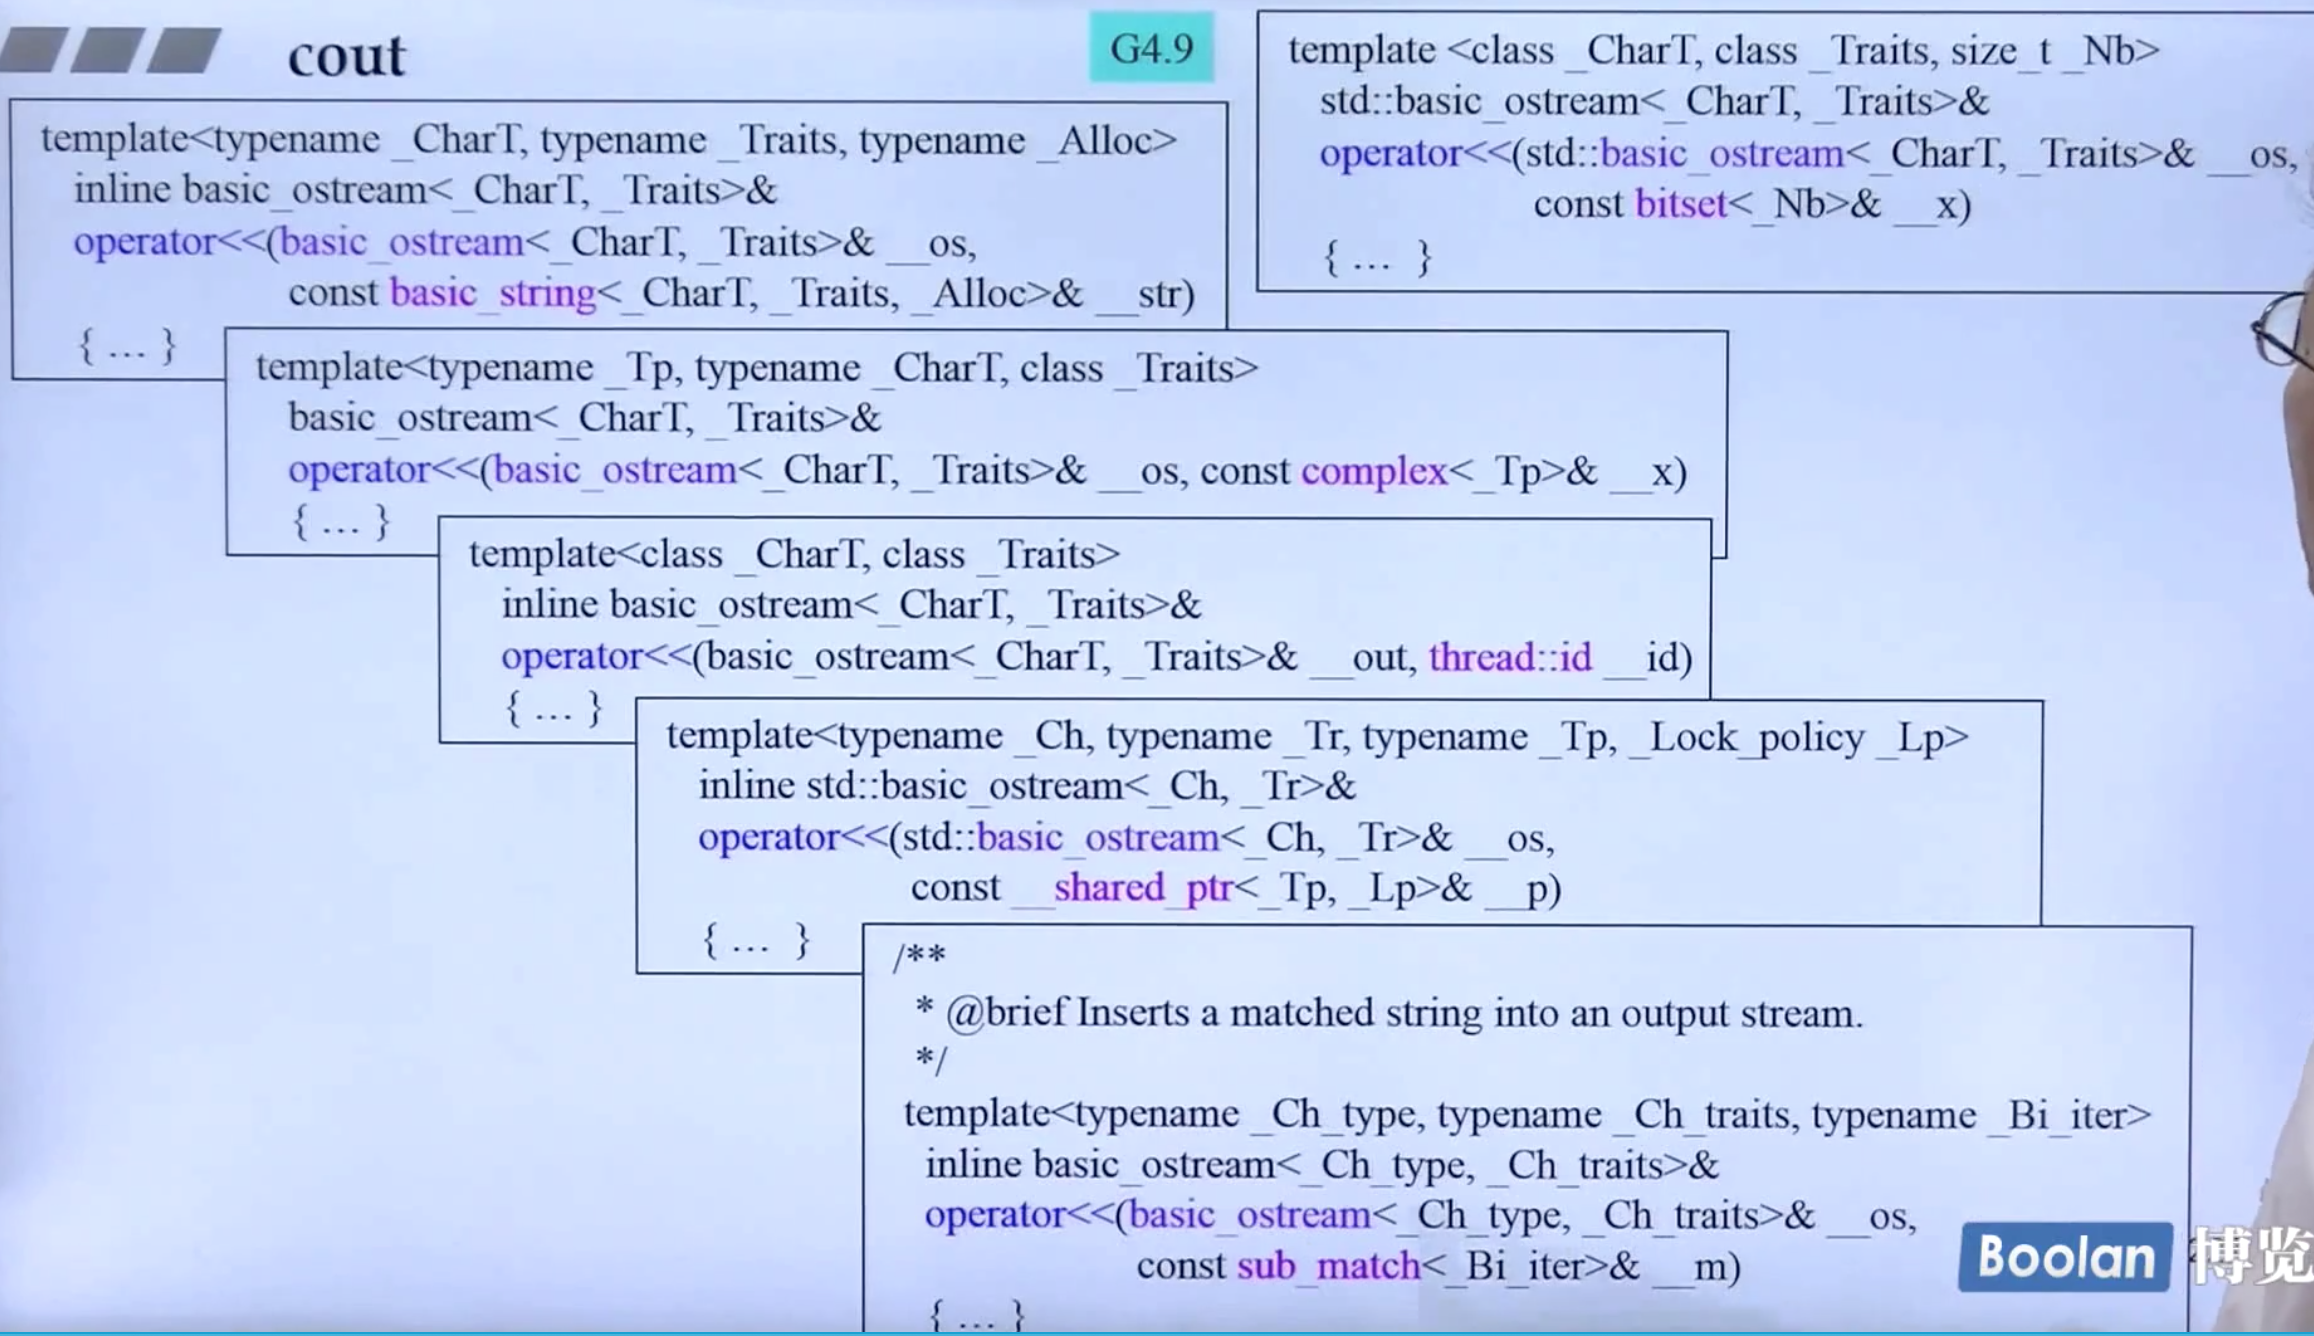 cout
G4.9
template<typename _CharT, typename _Traits, typename _Alloc>
inline basic_ostream<_CharT, _Traits>&
operator<<(basic_ostream<_CharT, _Traits>& __os,
const basic_string<_CharT, _Traits, _Alloc>& __str)
{ ... }
template <class _CharT, class _Traits, size_t _Nb>
std::basic_ostream<_CharT, _Traits>&
operator<<(std::basic_ostream<_CharT, _Traits>& __os,
const bitset<_Nb>& __x)
{ ... }
template<typename _Tp, typename _CharT, class _Traits>
basic_ostream<_CharT, _Traits>&
operator<<(basic_ostream<_CharT, _Traits>& __os, const complex<_Tp>& __x)
{ ... }
template<class _CharT, class _Traits>
inline basic_ostream<_CharT, _Traits>&
operator<<(basic_ostream<_CharT, _Traits>& __out, thread::id __id)
{ ... }
template<typename _Ch, typename _Tr, typename _Tp, _Lock_policy _Lp>
inline std::basic_ostream<_Ch, _Tr>&
operator<<(std::basic_ostream<_Ch, _Tr>& __os,
const __shared_ptr<_Tp, _Lp>& __p)
{ ... }
/**
* @brief Inserts a matched string into an output stream.
*/
template<typename _Ch_type, typename _Ch_traits, typename _Bi_iter>
inline basic_ostream<_Ch_type, _Ch_traits>&
operator<<(basic_ostream<_Ch_type, _Ch_traits>& __os,
const sub_match<_Bi_iter>& __m)
{ ... }
Boolan 博览